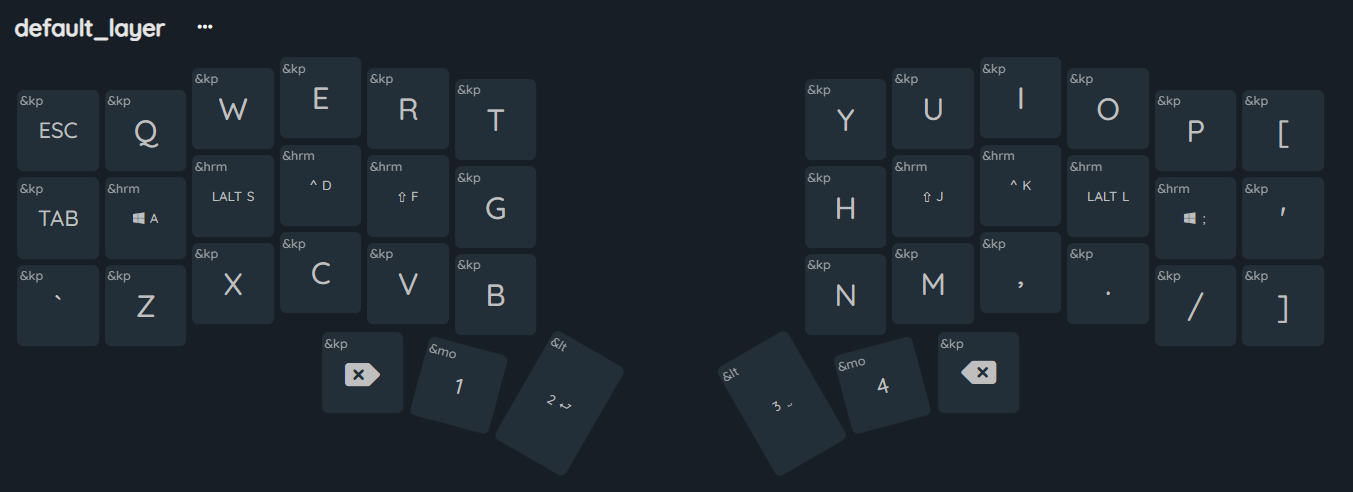 default_layer ...
&kp ESC &kp Q &kp W &kp E &kp R &kp T &kp Y &kp U &kp I &kp O &kp P &kp [
&kp TAB &hrm A &hrm LALT S &hrm ^ D &hrm ⇧ F &kp G &kp H &hrm ⇧ J &hrm ^ K &hrm LALT L &hrm ; &kp '
&kp ` &kp Z &kp X &kp C &kp V &kp B &kp N &kp M &kp , &kp . &kp / &kp ]
&kp ⌦ &mo 1 &lt 2 ↵ &lt 3 ⎵ &mo 4 &kp ⌫